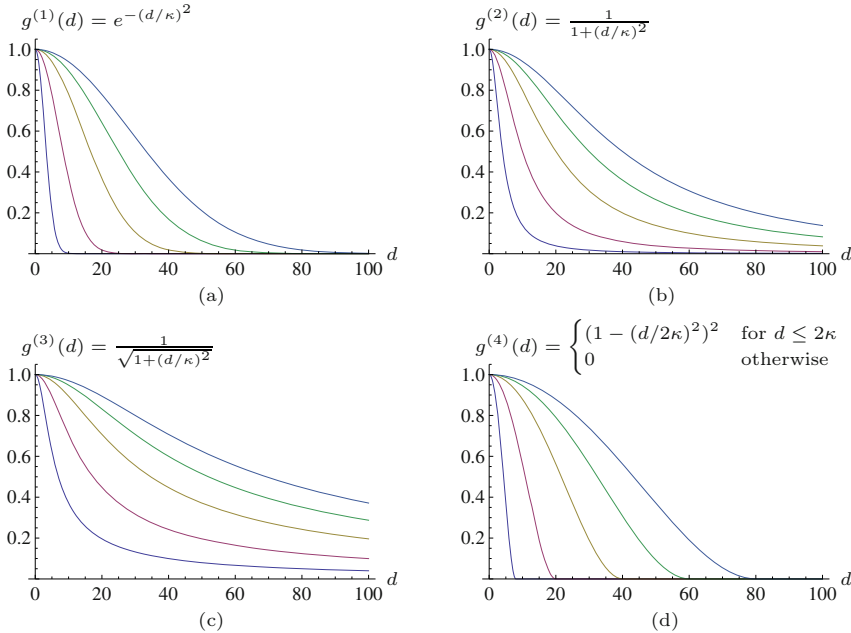 g^{(1)}(d) = e^{-(d/κ)^2}
1.0
0.8
0.6
0.4
0.2
0 20 40 60 80 100 d
(a)
g^{(2)}(d) = \frac{1}{1+(d/κ)^2}
1.0
0.8
0.6
0.4
0.2
0 20 40 60 80 100 d
(b)
g^{(3)}(d) = \frac{1}{\sqrt{1+(d/κ)^2}}
1.0
0.8
0.6
0.4
0.2
0 20 40 60 80 100 d
(c)
g^{(4)}(d) = { (1 − (d/2κ)^2)^2 for d ≤ 2κ
0 otherwise
1.0
0.8
0.6
0.4
0.2
0 20 40 60 80 100 d
(d)